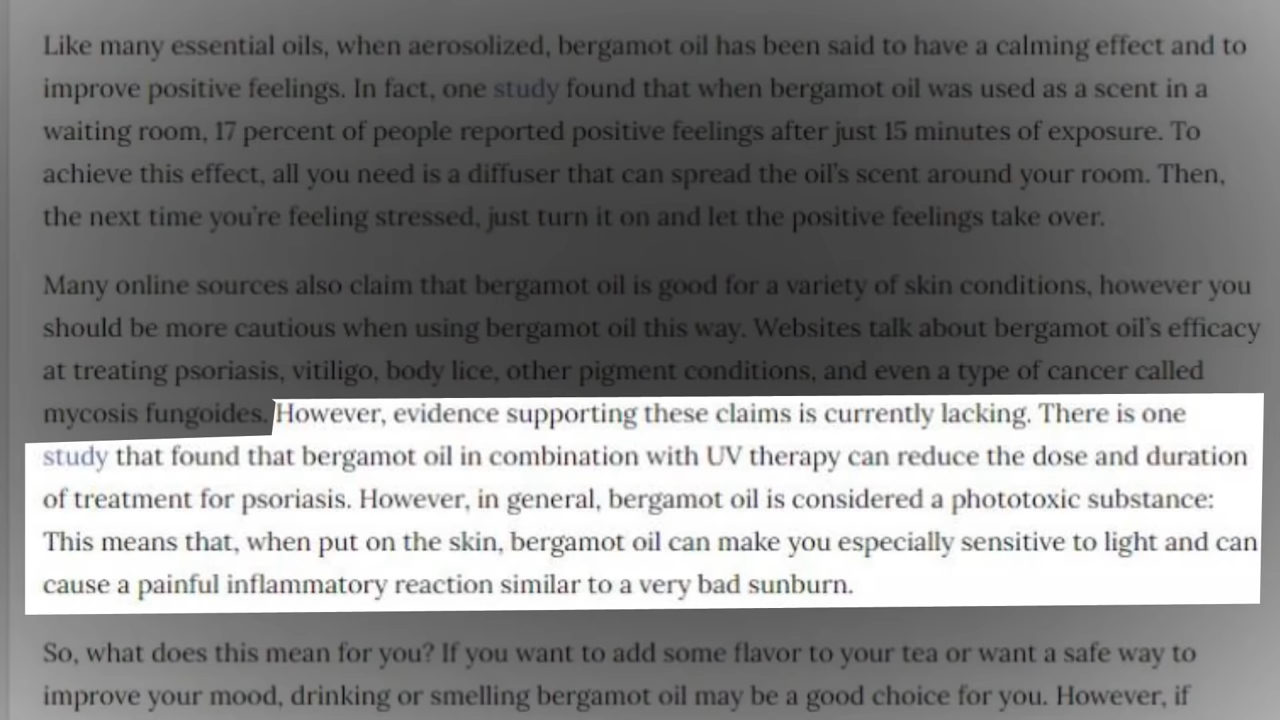 Like many essential oils, when aerosolized, bergamot oil has been said to have a calming effect and to
improve positive feelings. In fact, one study found that when bergamot oil was used as a scent in a
waiting room, 17 percent of people reported positive feelings after just 15 minutes of exposure. To
achieve this effect, all you need is a diffuser that can spread the oil's scent around your room. Then,
the next time you're feeling stressed, just turn it on and let the positive feelings take over.
Many online sources also claim that bergamot oil is good for a variety of skin conditions, however you
should be more cautious when using bergamot oil this way. Websites talk about bergamot oil's efficacy
at treating psoriasis, vitiligo, body lice, other pigment conditions, and even a type of cancer called
mycosis fungoides. However, evidence supporting these claims is currently lacking. There is one
study that found that bergamot oil in combination with UV therapy can reduce the dose and duration
of treatment for psoriasis. However, in general, bergamot oil is considered a phototoxic substance:
This means that, when put on the skin, bergamot oil can make you especially sensitive to light and can
cause a painful inflammatory reaction similar to a very bad sunburn.
So, what does this mean for you? If you want to add some flavor to your tea or want a safe way to
improve your mood, drinking or smelling bergamot oil may be a good choice for you. However, if